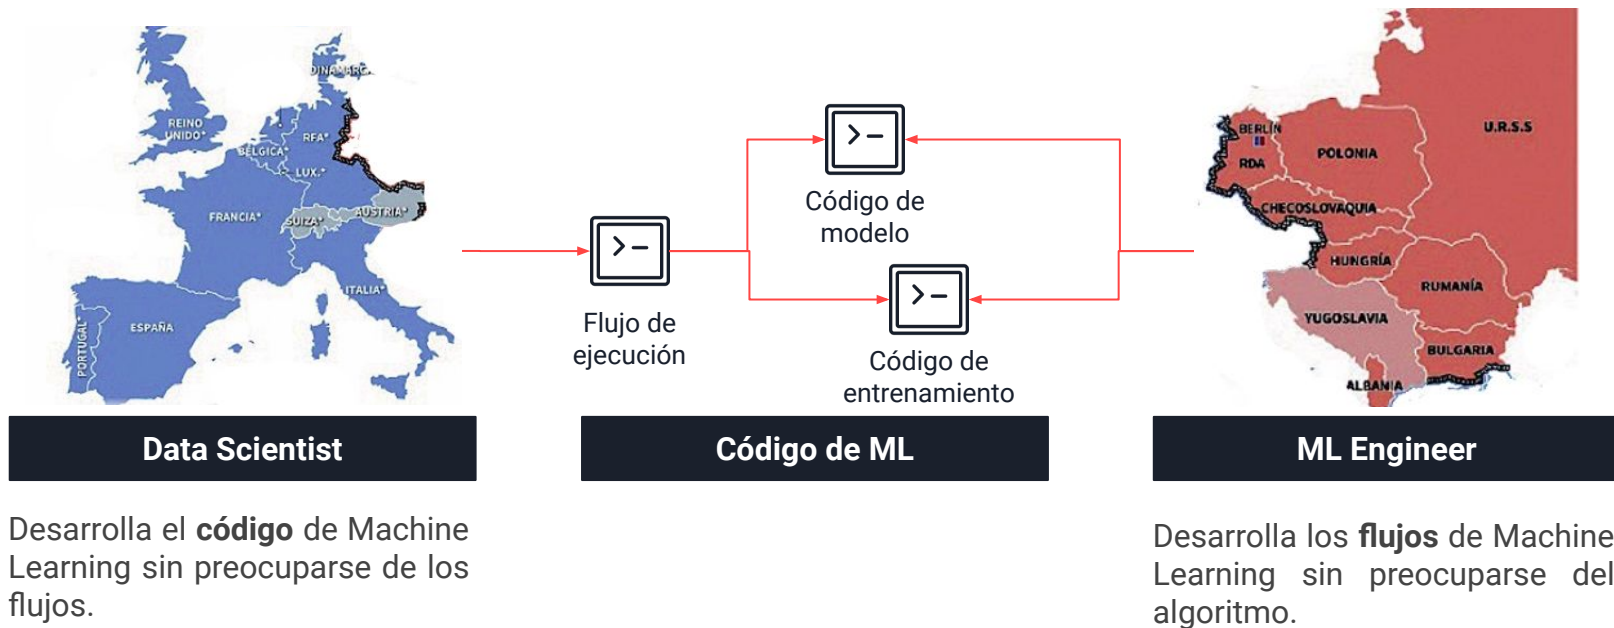 DINAMARC.
REINO
UNIDO*
RFA*
BÉLGICA*
LUX.*
FRANCIA*
SUIZA*
AUSTRIA*
ITALIA*
ESPAÑA
PORTUGAL*
Flujo de
ejecución
Código de
modelo
Código de
entrenamiento
BERLÍN
RDA
POLONIA
U.R.S.S
CHECOSLOVAQUIA
HUNGRÍA
RUMANÍA
YUGOSLAVIA
BULGARIA
ALBANIA
Data Scientist
Código de ML
ML Engineer
Desarrolla el código de Machine
Learning sin preocuparse de los
flujos.
Desarrolla los flujos de Machine
Learning sin preocuparse del
algoritmo.